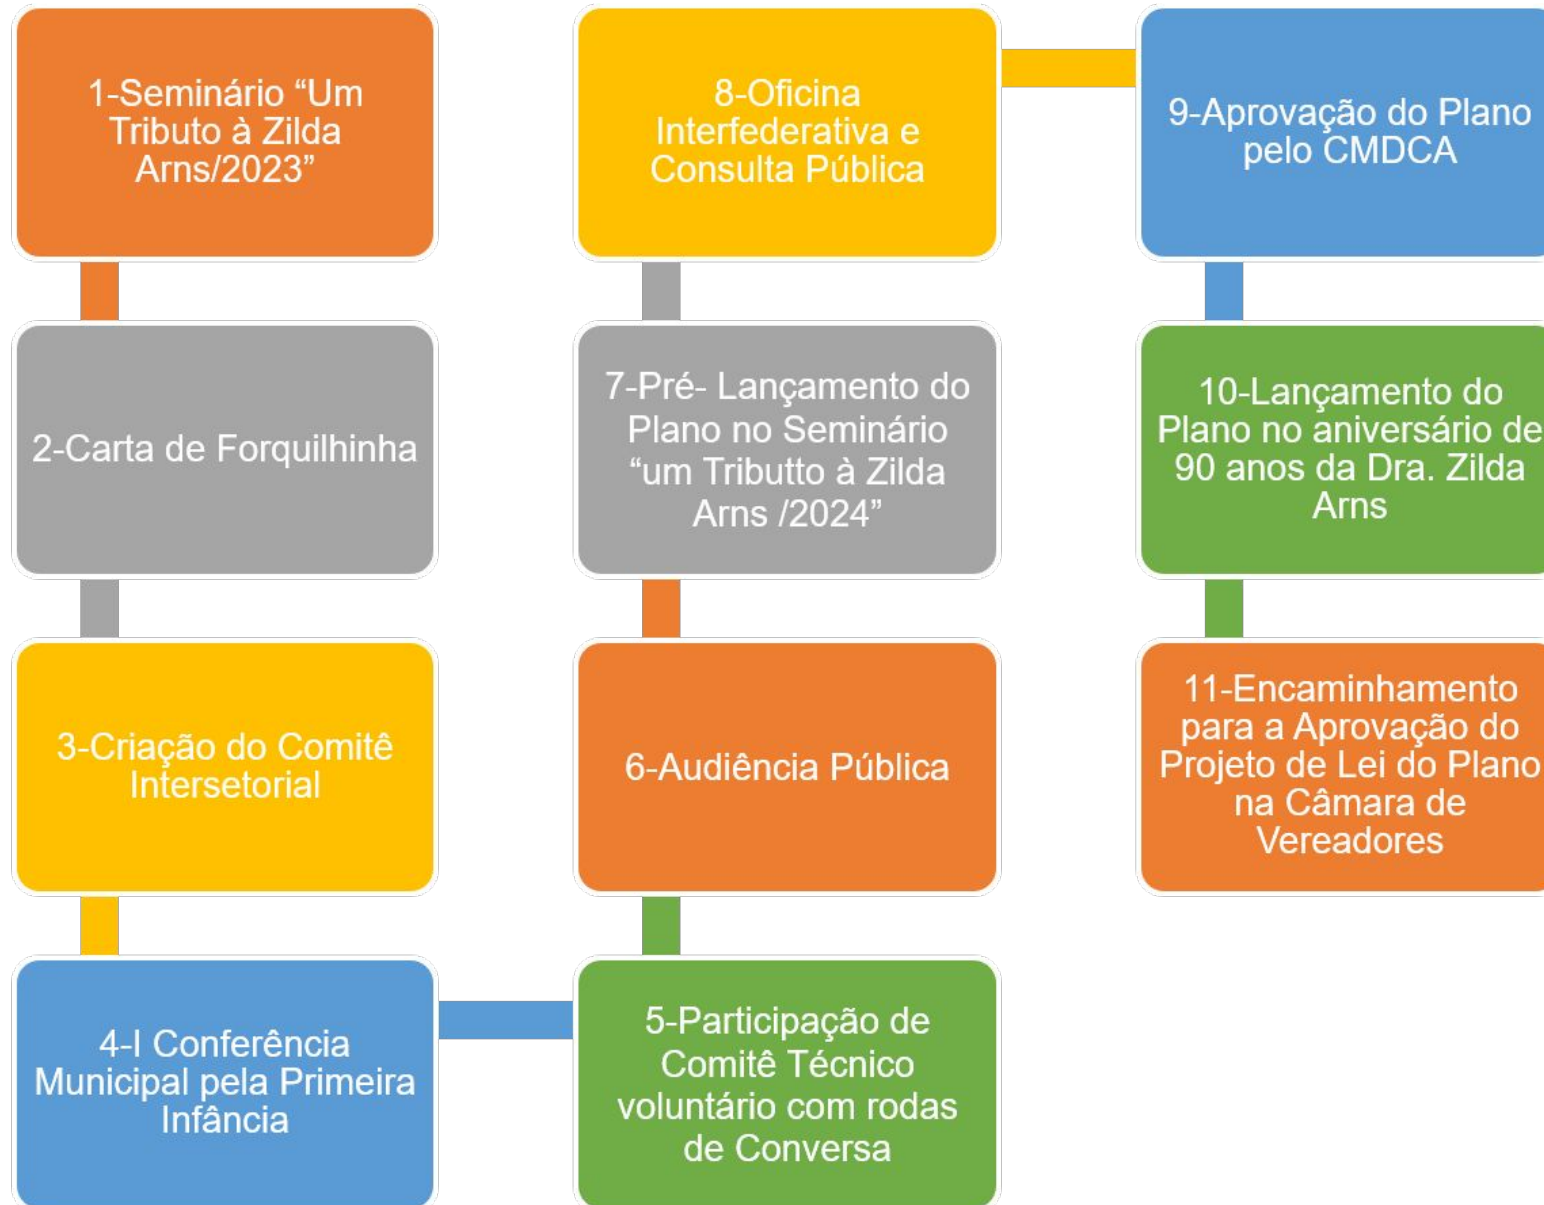 1-Seminário “Um
Tributo à Zilda
Arns/2023”
2-Carta de Forquilhinha
3-Criação do Comitê
Intersetorial
4-I Conferência
Municipal pela Primeira
Infância
5-Participação de
Comitê Técnico
voluntário com rodas
de Conversa
6-Audiência Pública
7-Pré- Lançamento do
Plano no Seminário
“um Tributto à Zilda
Arns /2024”
8-Oficina
Interfederativa e
Consulta Pública
9-Aprovação do Plano
pelo CMDCA
10-Lançamento do
Plano no aniversário de
90 anos da Dra. Zilda
Arns
11-Encaminhamento
para a Aprovação do
Projeto de Lei do Plano
na Câmara de
Vereadores